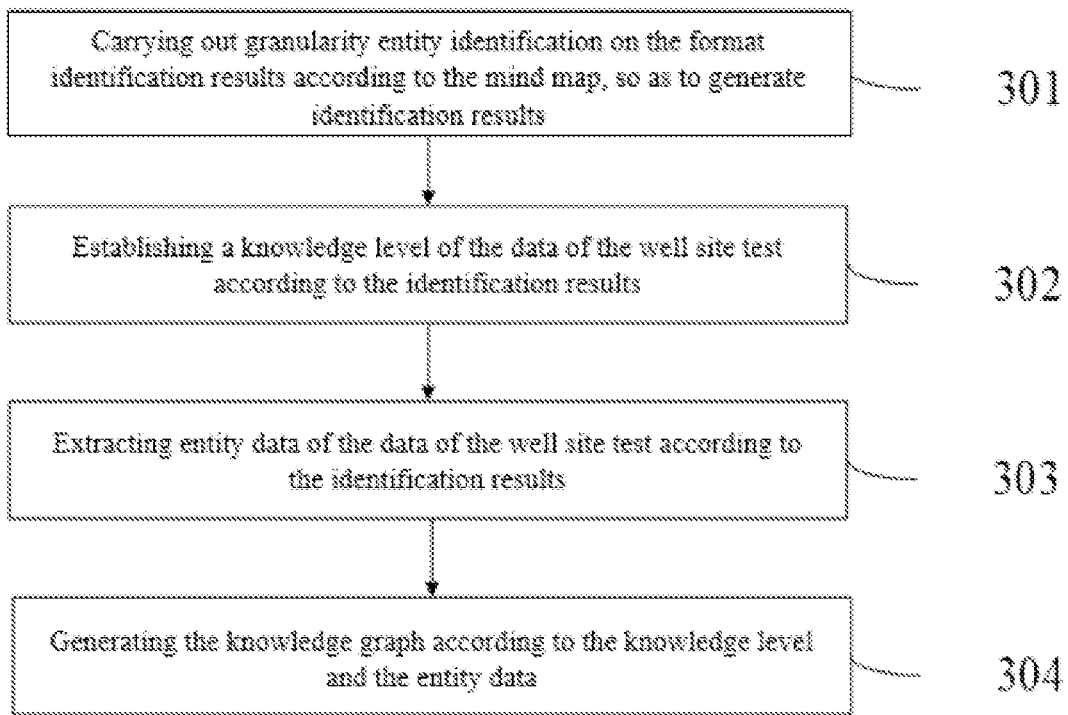 Carrying out granularity entity identification on the format
identification results according to the mind map, so as to generate
identification results
301
Establishing a knowledge level of the data of the well site test
according to the identification results
302
Extracting entity data of the data of the well site test according to
the identification results
303
Generating the knowledge graph according to the knowledge level
and the entity data
304